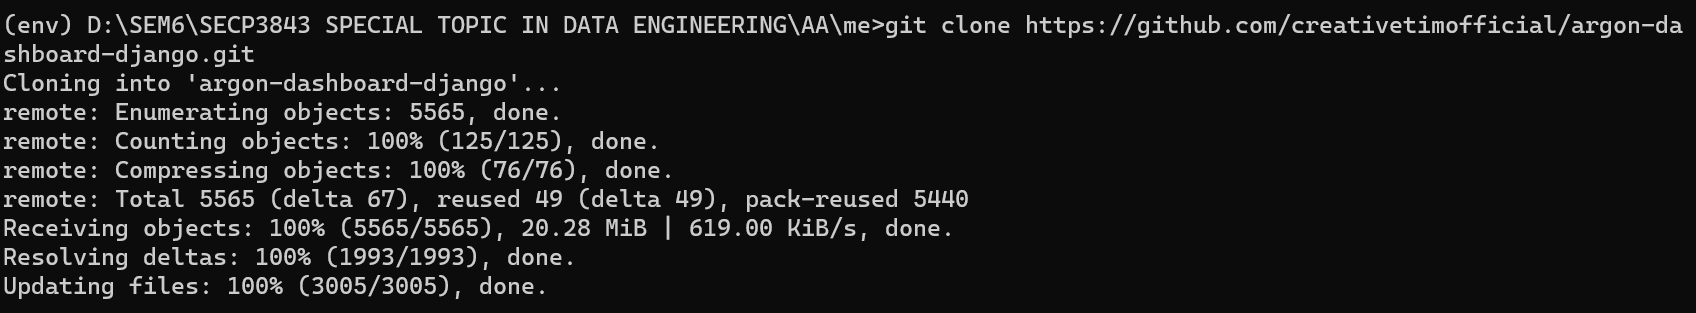 (env) D:\SEM6\SECP3843 SPECIAL TOPIC IN DATA ENGINEERING\AA\me>git clone https://github.com/creativetimofficial/argon-da
shboard-django.git
Cloning into 'argon-dashboard-django'...
remote: Enumerating objects: 5565, done.
remote: Counting objects: 100% (125/125), done.
remote: Compressing objects: 100% (76/76), done.
remote: Total 5565 (delta 67), reused 49 (delta 49), pack-reused 5440
Receiving objects: 100% (5565/5565), 20.28 MiB | 619.00 KiB/s, done.
Resolving deltas: 100% (1993/1993), done.
Updating files: 100% (3005/3005), done.